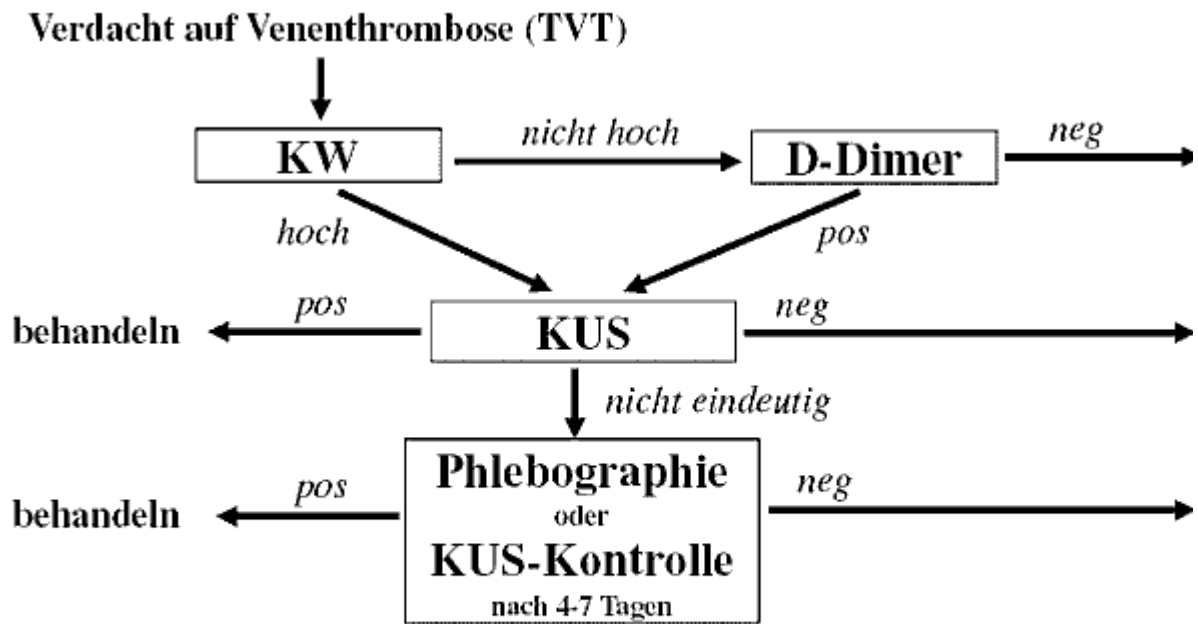 Verdacht auf Venenthrombose (TVT)
KW
nicht hoch
D-Dimer
neg
hoch
pos
behandeln
pos
KUS
neg
nicht eindeutig
behandeln
pos
Phlebographie
oder
KUS-Kontrolle
nach 4-7 Tagen
neg